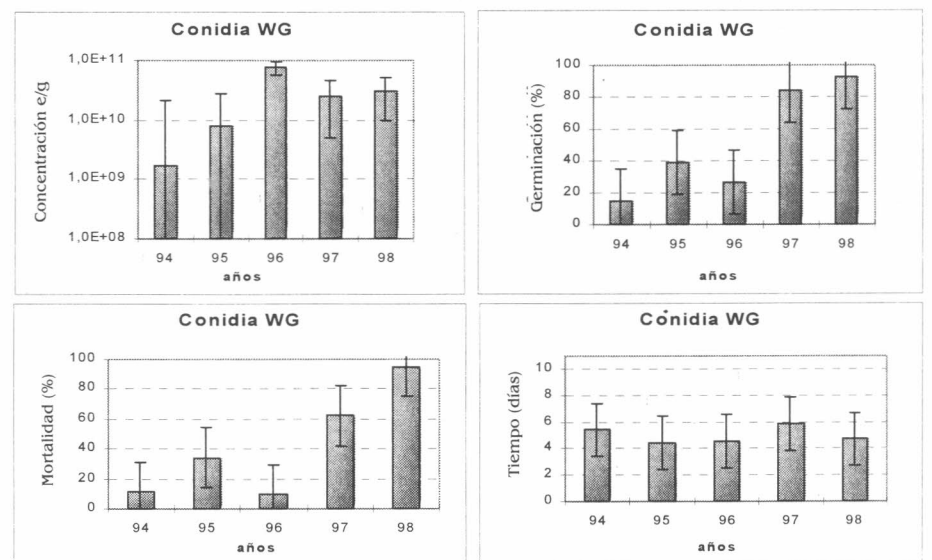 Conidia WG
Concentración e/g
1,0E+11
1,0E+10
1,0E+09
1,0E+08
94 95 96 97 98
años
Conidia WG
Germinación (%)
100
80
60
40
20
0
94 95 96 97 98
años
Conidia WG
Mortalidad (%)
100
80
60
40
20
0
94 95 96 97 98
años
Conidia WG
Tiempo (días)
10
8
6
4
2
0
94 95 96 97 98
años